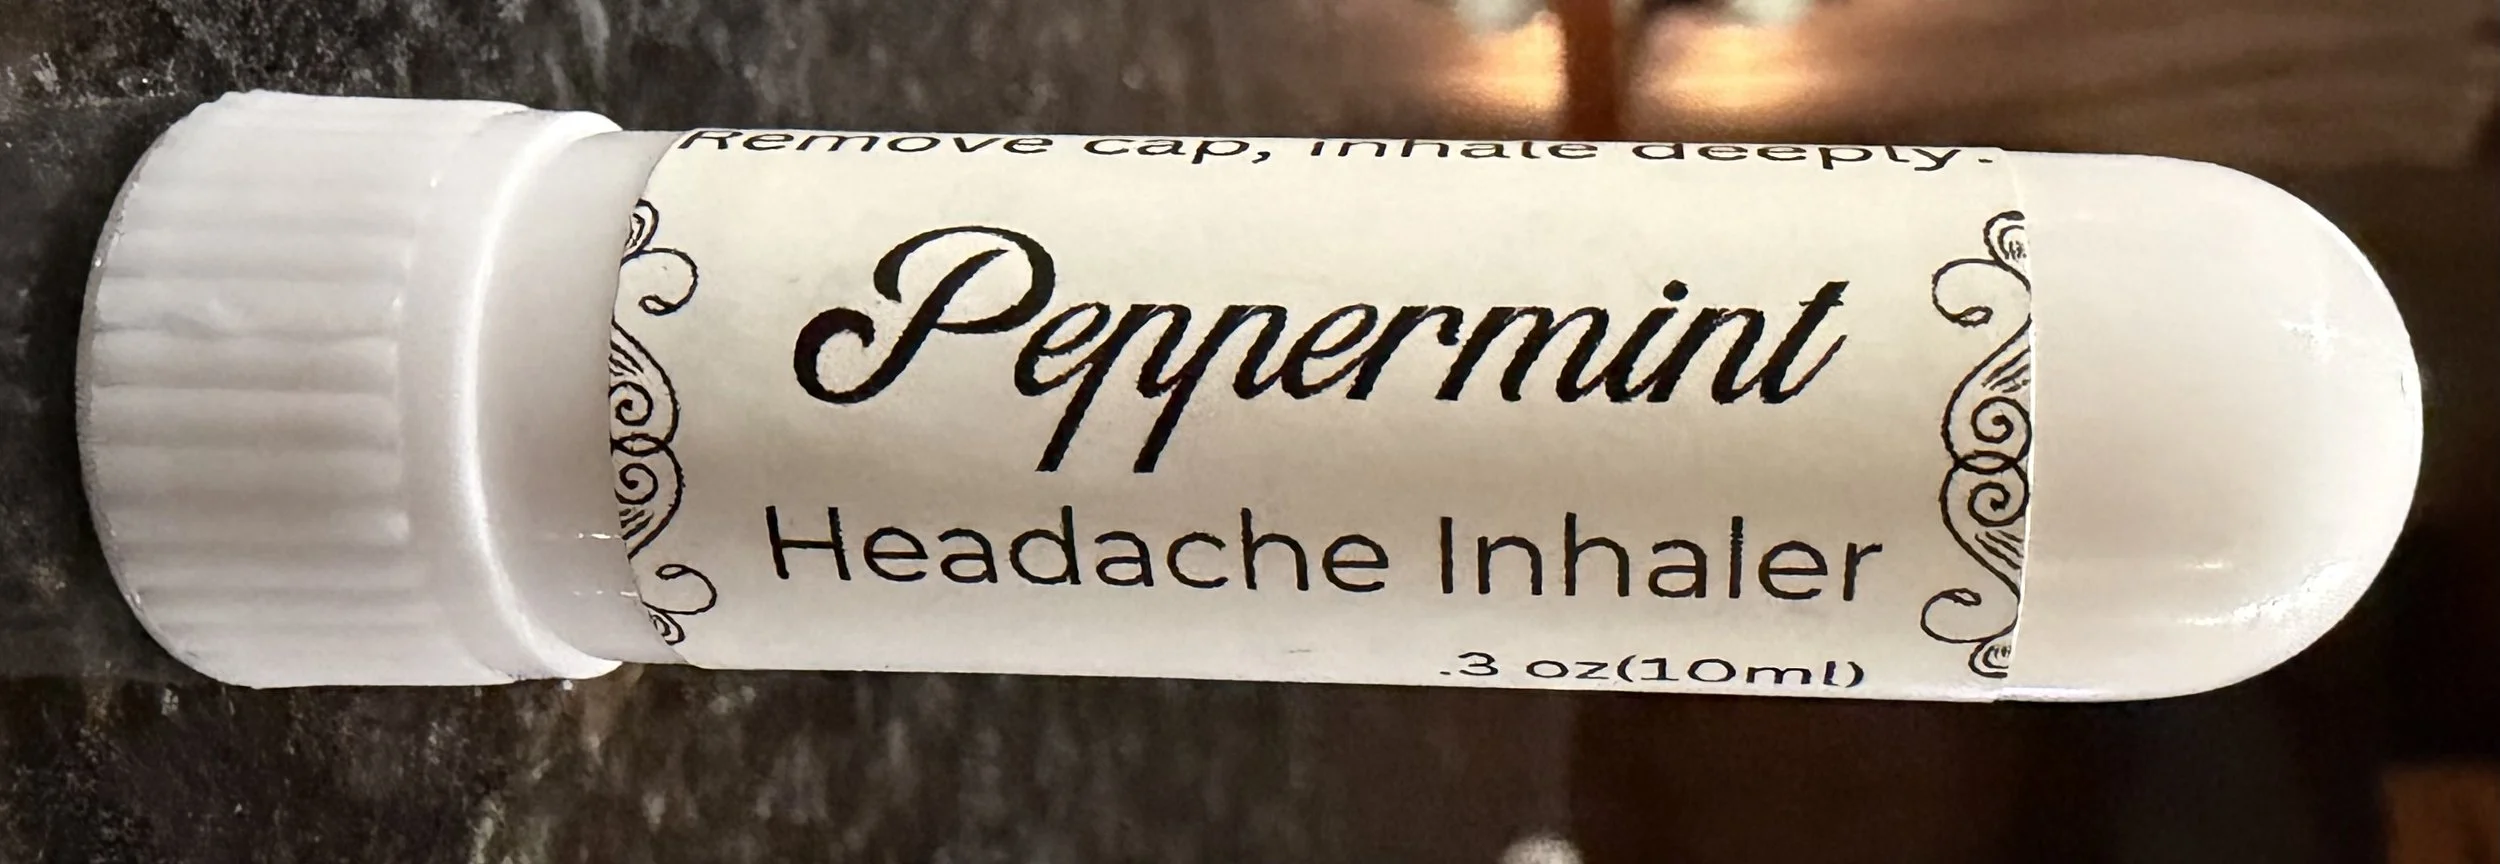 Remove cap, inhale deeply.
Peppermint
Headache Inhaler
.3 oz(10ml)